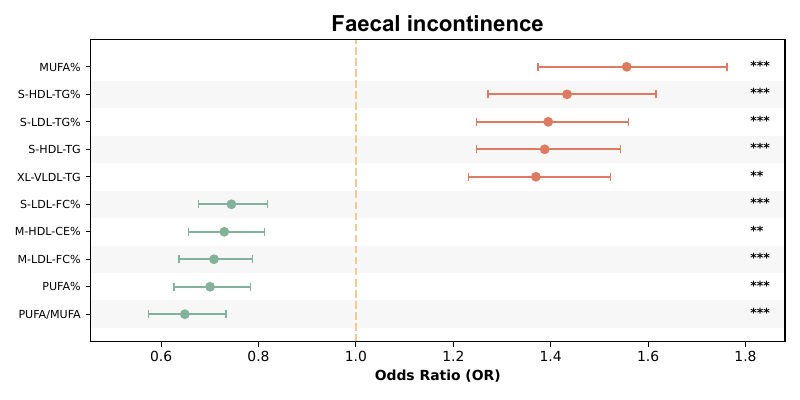 Faecal incontinence
MUFA% ***
S-HDL-TG% ***
S-LDL-TG% ***
S-HDL-TG ***
XL-VLDL-TG **
S-LDL-FC% ***
M-HDL-CE% **
M-LDL-FC% ***
PUFA% ***
PUFA/MUFA ***
0.6 0.8 1.0 1.2 1.4 1.6 1.8
Odds Ratio (OR)